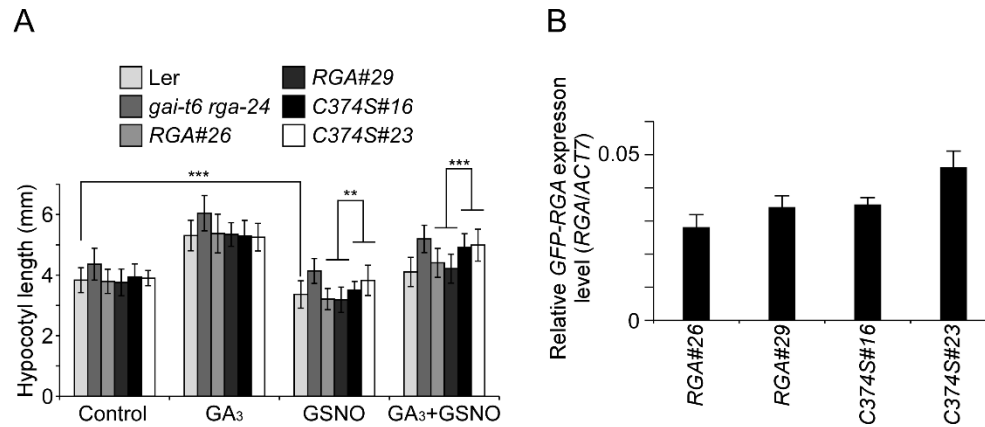 A
Ler
gai-t6 rga-24
RGA#26
RGA#29
C374S#16
C374S#23
Hypocotyl length (mm)
6
4
2
0
***
**
***
Control
GA3
GSNO
GA3+GSNO
B
Relative GFP-RGA expresson
level (RGA/ACT7)
0.05
0
RGA#26
RGA#29
C374S#16
C374S#23